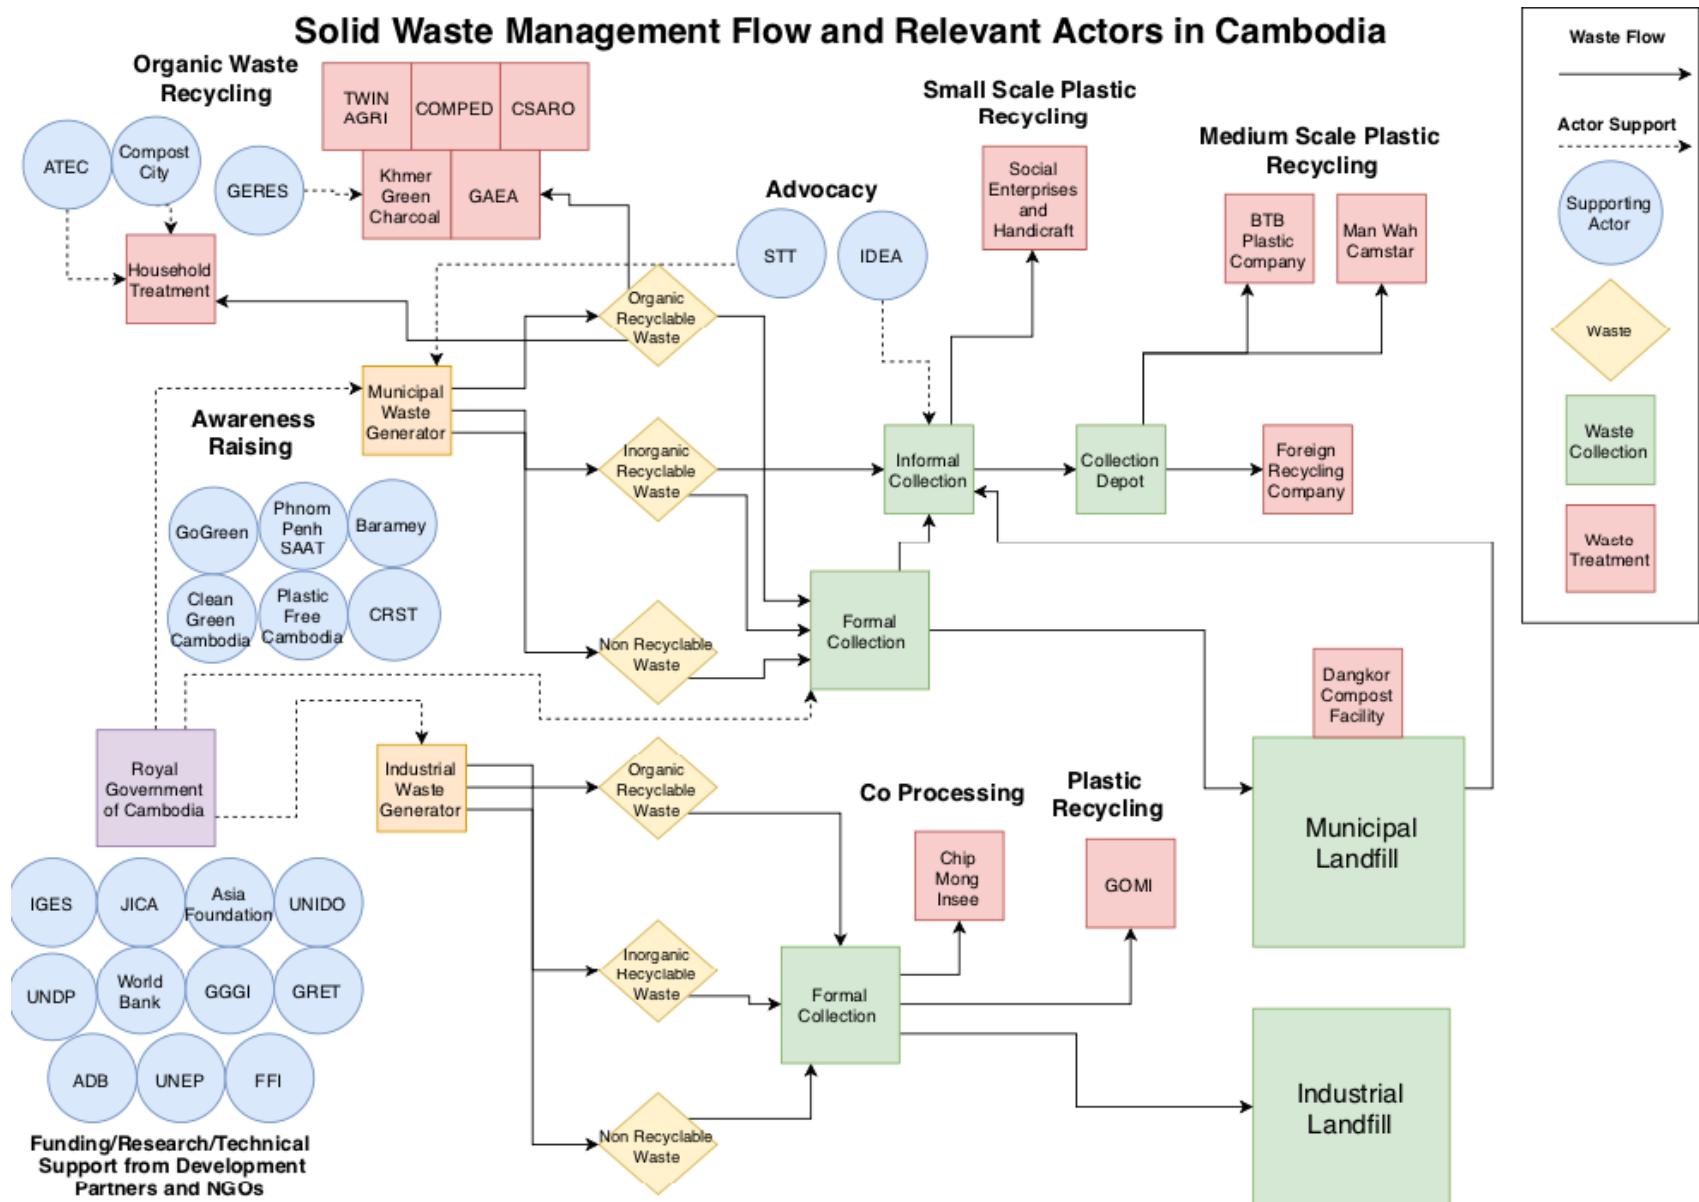 Solid Waste Management Flow and Relevant Actors in Cambodia
Organic Waste
Recycling
ATEC
Compost
City
GERES
TWIN
AGRI
COMPED
CSARO
Khmer
Green
Charcoal
GAEA
Household
Treatment
Advocacy
STT
IDEA
Small Scale Plastic
Recycling
Social
Enterprises
and
Handicraft
Medium Scale Plastic
Recycling
BTB
Plastic
Company
Man Wah
Camstar
Waste Flow
Actor Support
Supporting
Actor
Waste
Waste
Collection
Waste
Treatment
Organic
Recyclable
Waste
Municipal
Waste
Generator
Inorganic
Recyclable
Waste
Informal
Collection
Collection
Depot
Foreign
Recycling
Company
Awareness
Raising
GoGreen
Phnom
Penh
SAAT
Baramey
Clean
Green
Cambodia
Plastic
Free
Cambodia
CRST
Non Recyclable
Waste
Formal
Collection
Dangkor
Compost
Facility
Municipal
Landfill
Royal
Government
of Cambodia
Industrial
Waste
Generator
Organic
Recyclable
Waste
Co Processing
Plastic
Recycling
Chip
Mong
Insee
GOMI
Inorganic
Recyclable
Waste
Formal
Collection
Non Recyclable
Waste
Industrial
Landfill
IGES
JICA
Asia
Foundation
UNIDO
UNDP
World
Bank
GGGI
GRET
ADB
UNEP
FFI
Funding/Research/Technical
Support from Development
Partners and NGOs